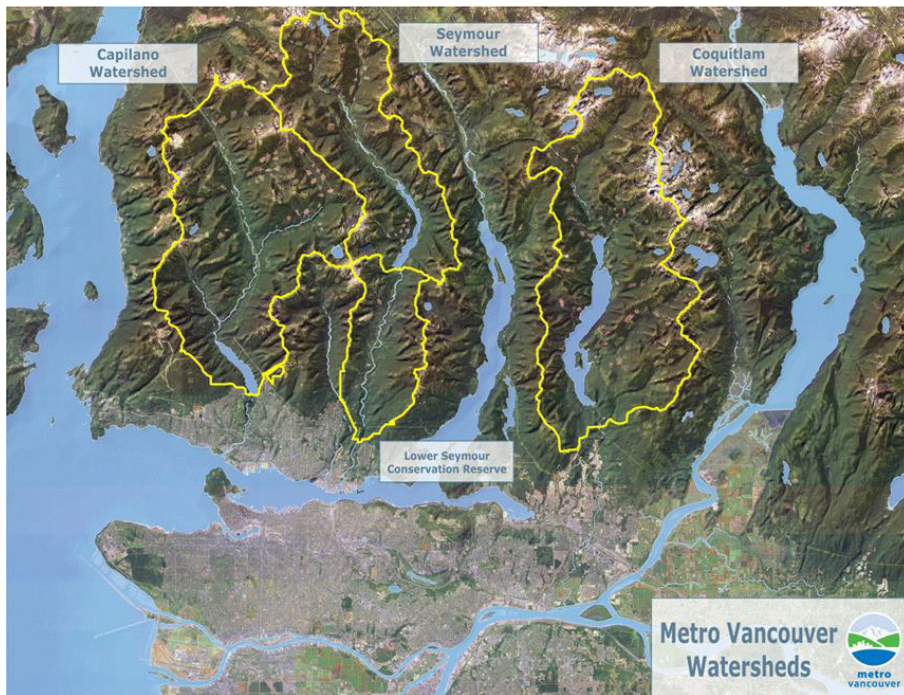 Capilano
Watershed
Seymour
Watershed
Coquitlam
Watershed
Lower Seymour
Conservation Reserve
Metro Vancouver
Watersheds
metro
vancouver